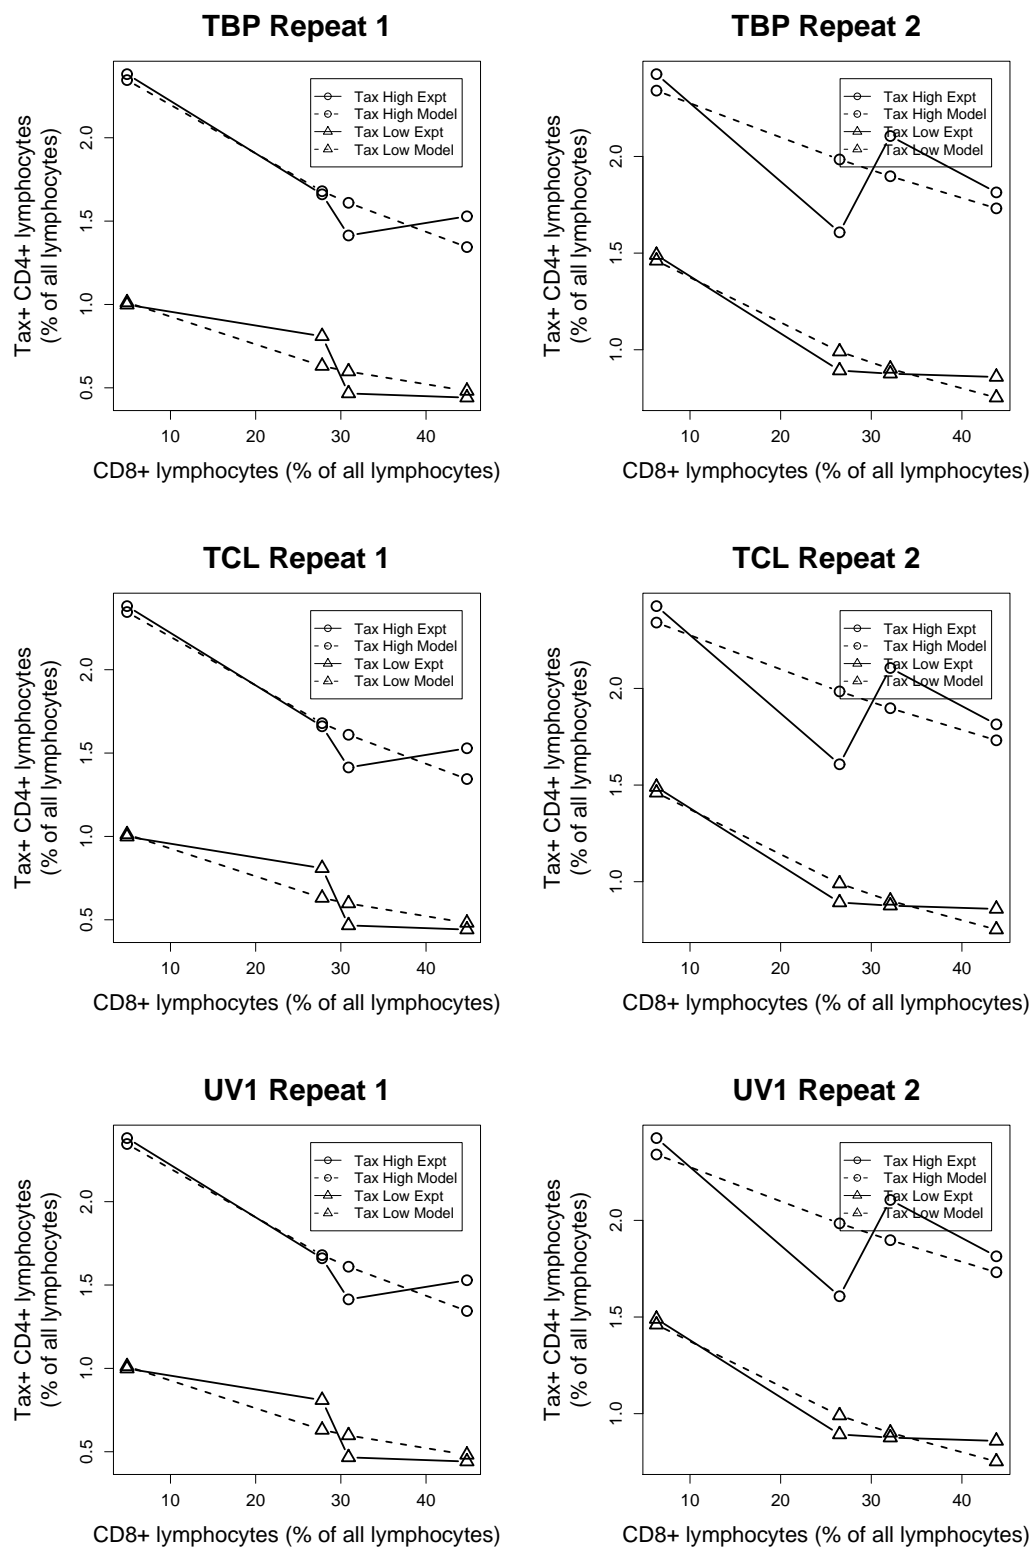 TBP Repeat 1
Tax+ CD4+ lymphocytes
(% of all lymphocytes)
2.0
1.5
1.0
0.5
Tax High Expt
Tax High Model
Tax Low Expt
Tax Low Model
10 20 30 40
CD8+ lymphocytes (% of all lymphocytes)
TBP Repeat 2
Tax+ CD4+ lymphocytes
(% of all lymphocytes)
2.0
1.5
1.0
Tax High Expt
Tax High Model
Tax Low Expt
Tax Low Model
10 20 30 40
CD8+ lymphocytes (% of all lymphocytes)
TCL Repeat 1
Tax+ CD4+ lymphocytes
(% of all lymphocytes)
2.0
1.5
1.0
0.5
Tax High Expt
Tax High Model
Tax Low Expt
Tax Low Model
10 20 30 40
CD8+ lymphocytes (% of all lymphocytes)
TCL Repeat 2
Tax+ CD4+ lymphocytes
(% of all lymphocytes)
2.0
1.5
1.0
Tax High Expt
Tax High Model
Tax Low Expt
Tax Low Model
10 20 30 40
CD8+ lymphocytes (% of all lymphocytes)
UV1 Repeat 1
Tax+ CD4+ lymphocytes
(% of all lymphocytes)
2.0
1.5
1.0
0.5
Tax High Expt
Tax High Model
Tax Low Expt
Tax Low Model
10 20 30 40
CD8+ lymphocytes (% of all lymphocytes)
UV1 Repeat 2
Tax+ CD4+ lymphocytes
(% of all lymphocytes)
2.0
1.5
1.0
Tax High Expt
Tax High Model
Tax Low Expt
Tax Low Model
10 20 30 40
CD8+ lymphocytes (% of all lymphocytes)